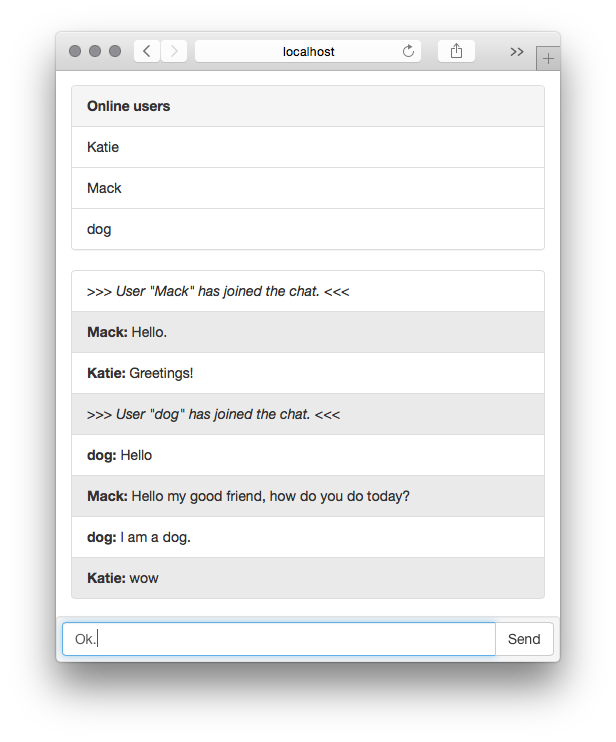 localhost
>>
+
Online users
Katie
Mack
dog
>>> User "Mack" has joined the chat. <<<
Mack: Hello.
Katie: Greetings!
>>> User "dog" has joined the chat. <<<
dog: Hello
Mack: Hello my good friend, how do you do today?
dog: I am a dog.
Katie: wow
Ok.
Send